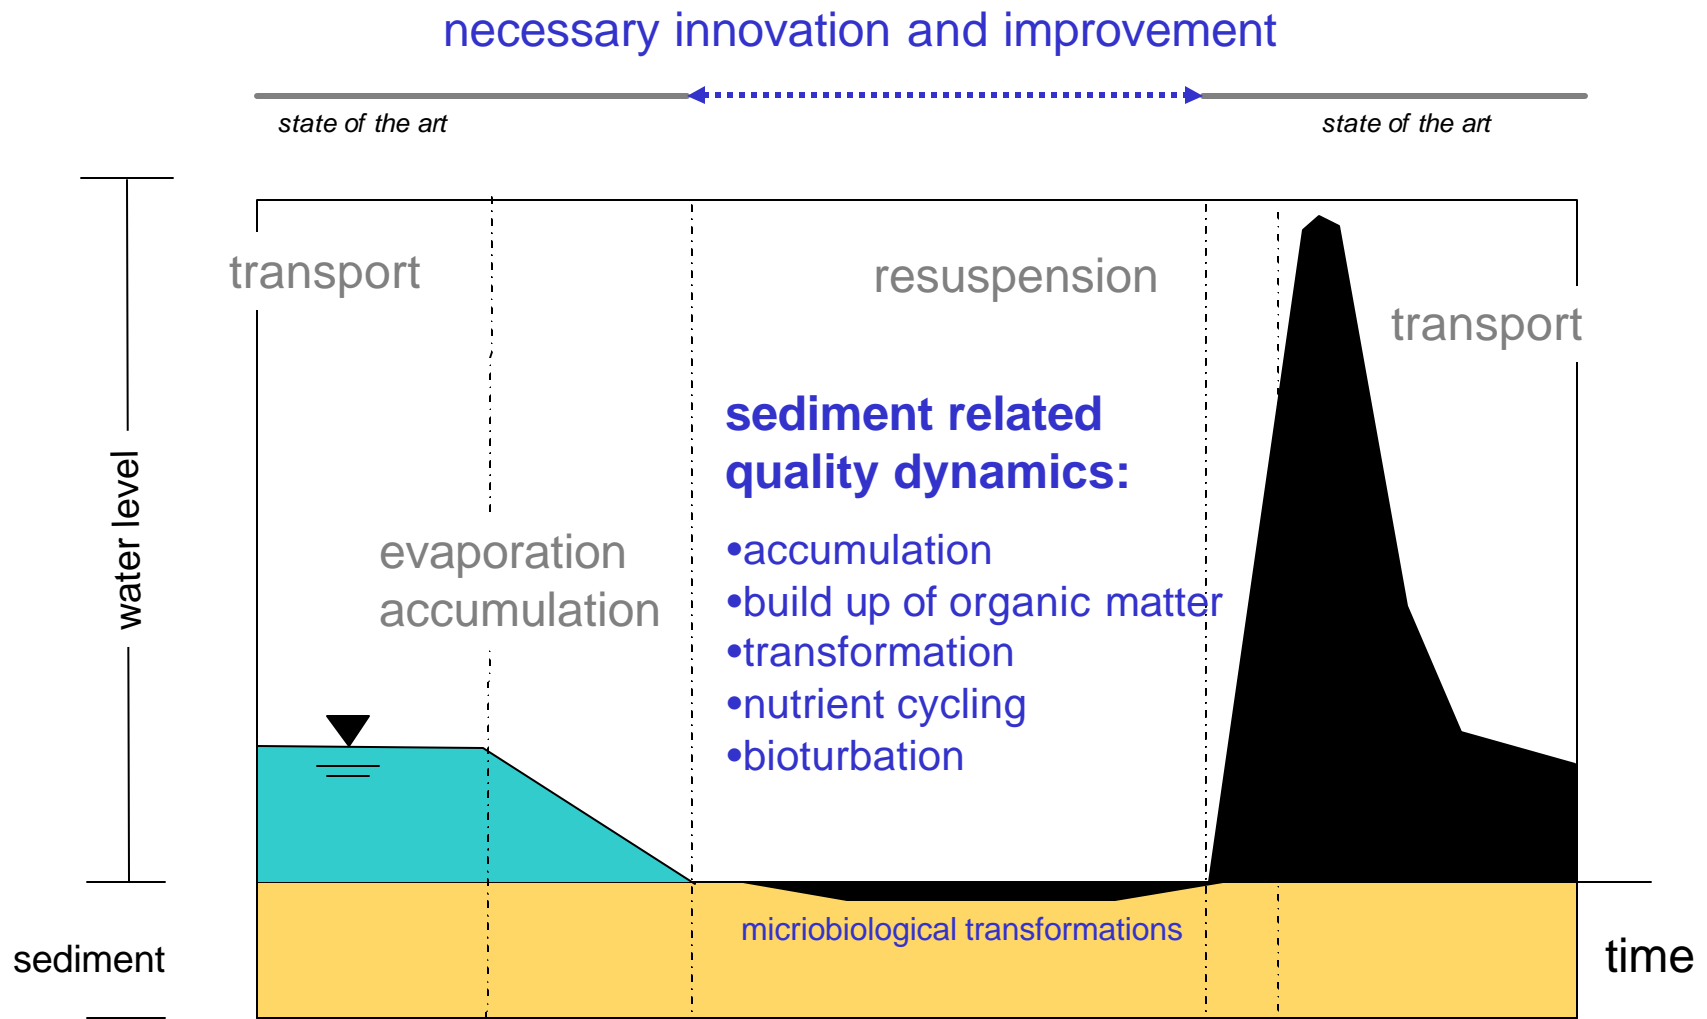 necessary innovation and improvement
state of the art
state of the art
transport
resuspension
transport
sediment related
quality dynamics:
•accumulation
•build up of organic matter
•transformation
•nutrient cycling
•bioturbation
evaporation
accumulation
water level
micriobiological transformations
sediment
time